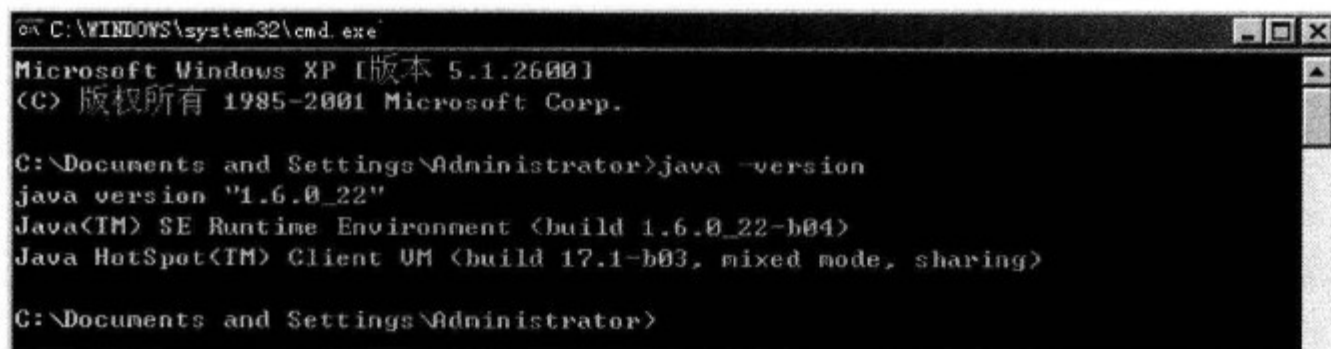 C:\WINDOWS\system32\cmd.exe
Microsoft Windows XP [版本 5.1.2600]
(C) 版权所有 1985-2001 Microsoft Corp.
C:\Documents and Settings\Administrator>java -version
java version "1.6.0_22"
Java(TM) SE Runtime Environment (build 1.6.0_22-b04)
Java HotSpot(TM) Client VM (build 17.1-b03, mixed mode, sharing)
C:\Documents and Settings\Administrator>